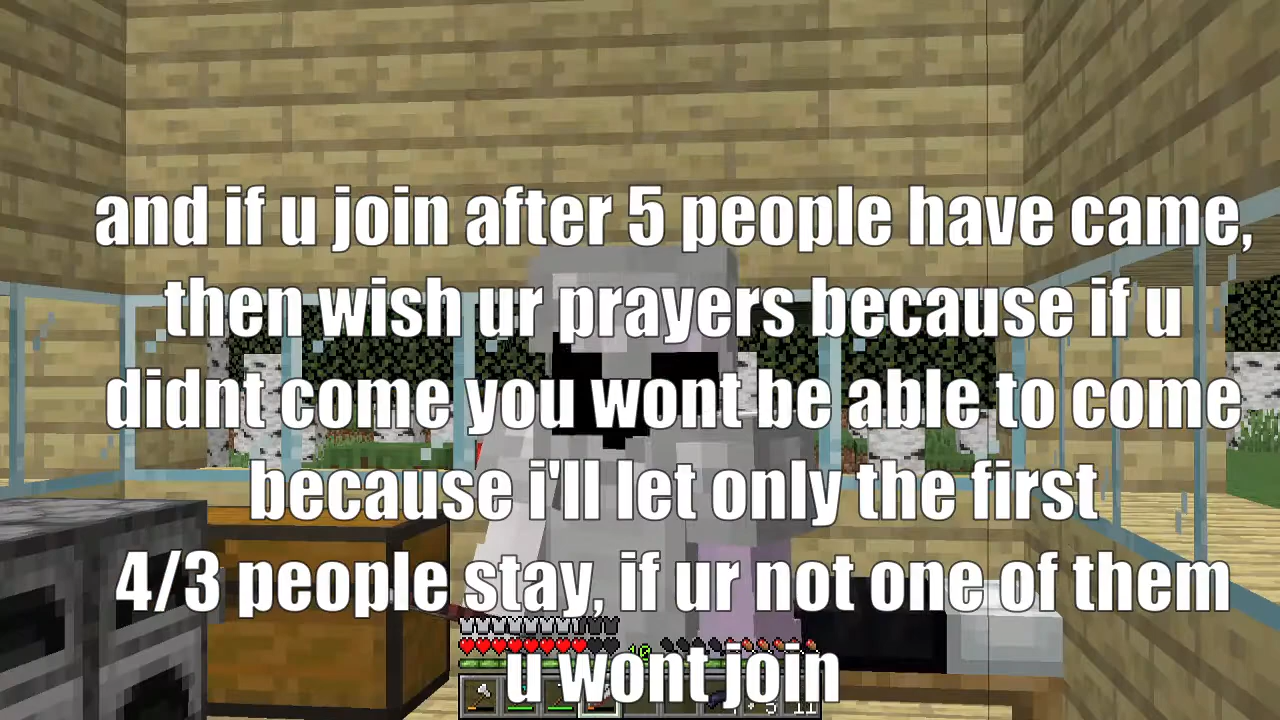 and if u join after 5 people have came,
then wish ur prayers because if u
didnt come you wont be able to come
because i'll let only the first
4/3 people stay, if ur not one of them
u wont join